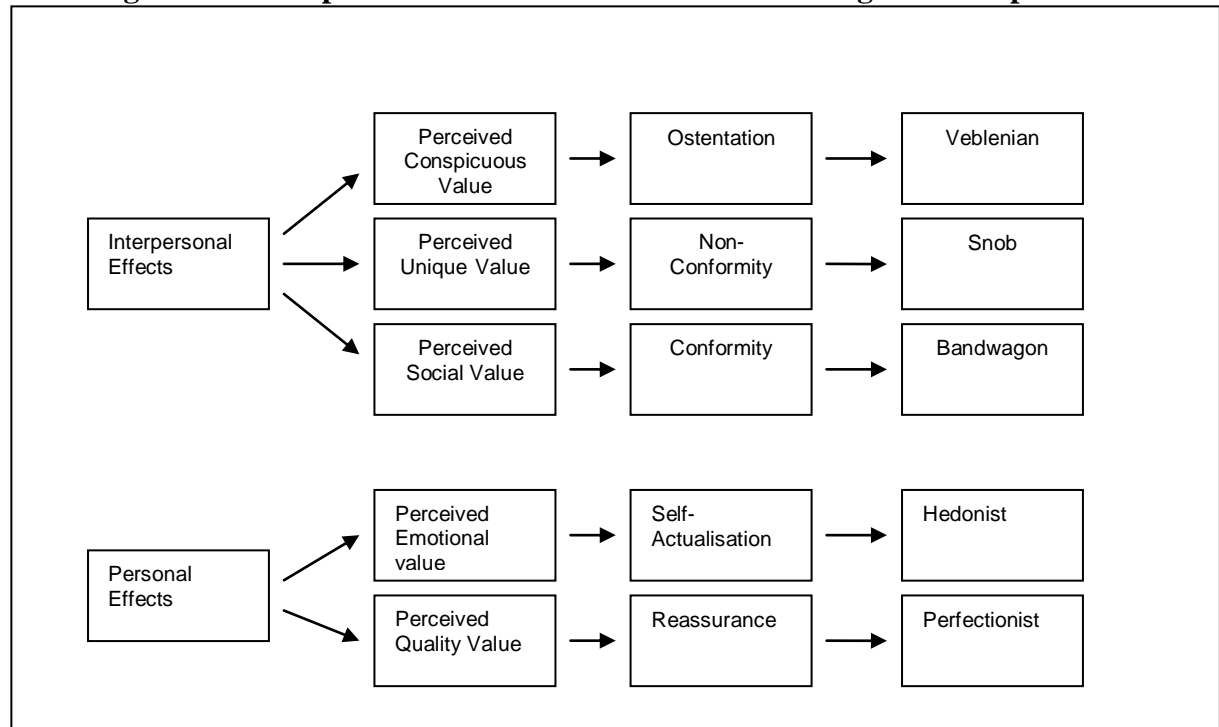 Perceived
Conspicuous
Value
Ostentation
Veblenian
Interpersonal
Effects
Perceived
Unique Value
Non-
Conformity
Snob
Perceived
Social Value
Conformity
Bandwagon
Perceived
Emotional
value
Self-
Actualisation
Hedonist
Personal
Effects
Perceived
Quality Value
Reassurance
Perfectionist